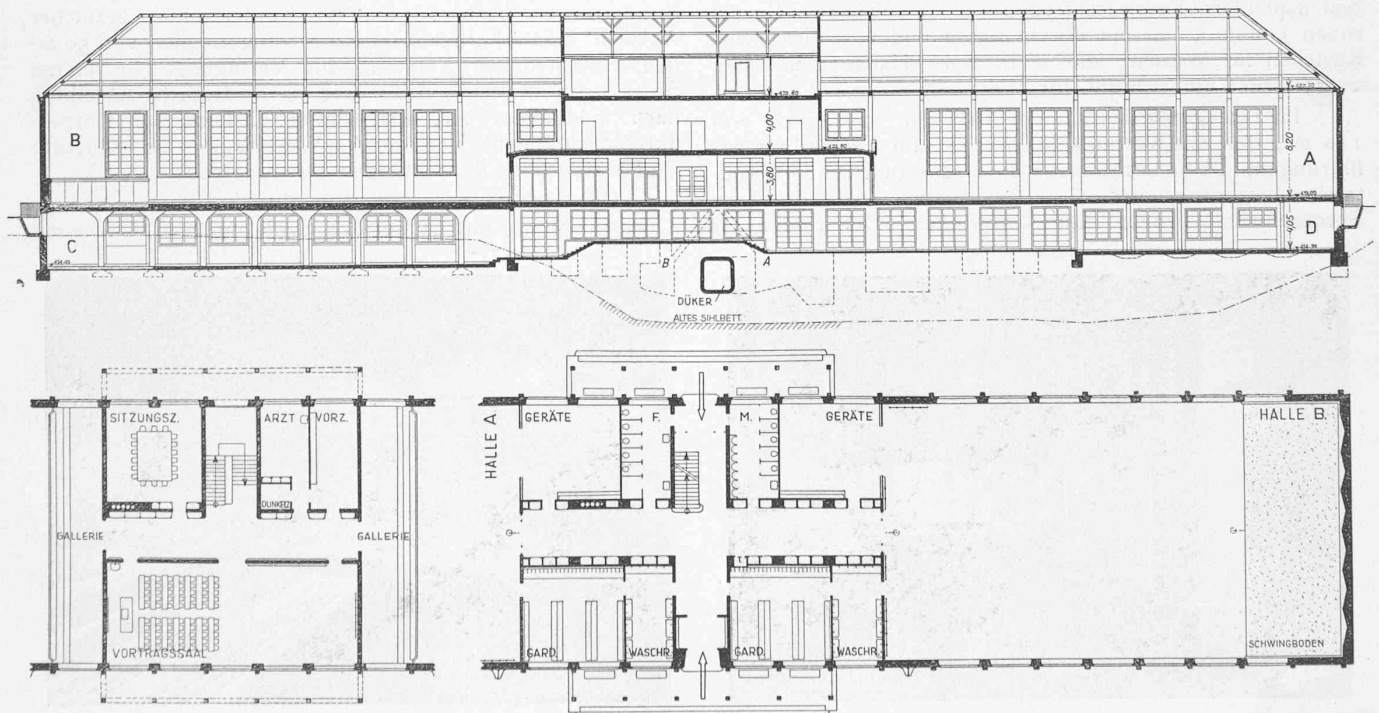 B
A
C
D
4,00
3,80
8,20
4,05
B
A
DÜKER
ALTES SIHLBETT
SITZUNGSZ.
ARZT
VORZ.
DUNKELZ.
GALLERIE
GALLERIE
VORTRAGSSAAL
HALLE A
GERÄTE
F.
M.
GERÄTE
HALLE B
GARD.
WASCHR.
GARD.
WASCHR.
SCHWINGBODEN